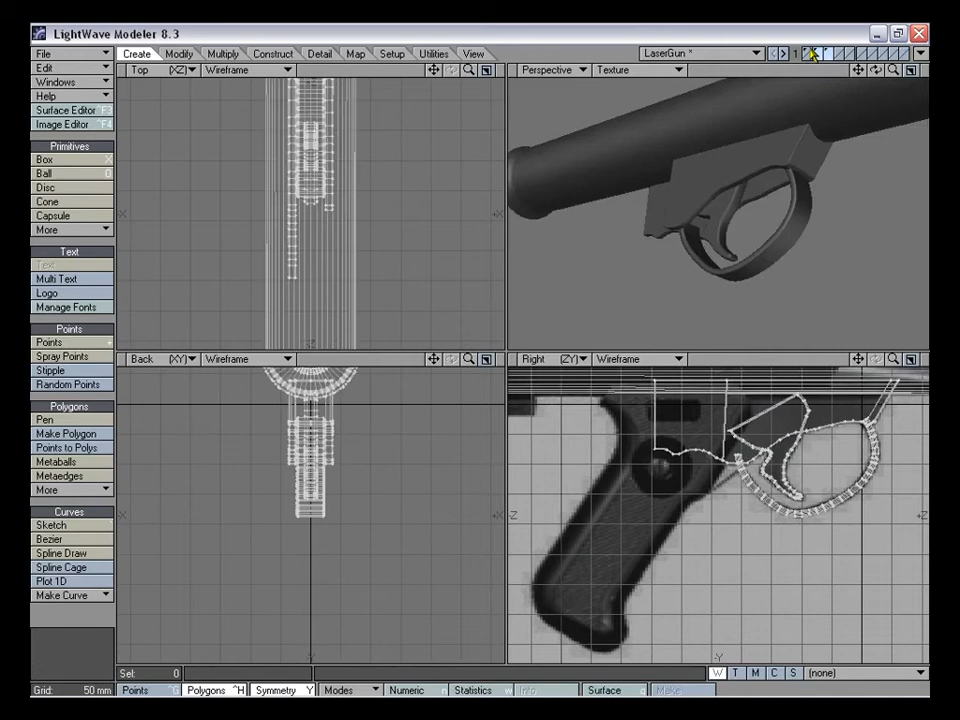 LightWave Modeler 8.3
File
Create Modify Multiply Construct Detail Map Setup Utilities View
LaserGun *
1
Edit
Windows
Help
Surface Editor F3
Image Editor ^F4
Primitives
Box X
Ball O
Disc
Cone
Capsule
More
Text
Text
Multi Text
Logo
Manage Fonts
Points
Points +
Spray Points
Stipple
Random Points
Polygons
Pen
Make Polygon
Points to Polys
Metaballs
Metaedges
More
Curves
Sketch
Bezier
Spline Draw
Spline Cage
Plot 1D
Make Curve
Top (XZ) Wireframe
Perspective Texture
Back (XY) Wireframe
Right (ZY) Wireframe
Sel: 0
W T M C S (none)
Grid: 50 mm
Points ^G
Polygons ^H
Symmetry Y
Modes
Numeric n
Statistics w
Info
Surface q
Make